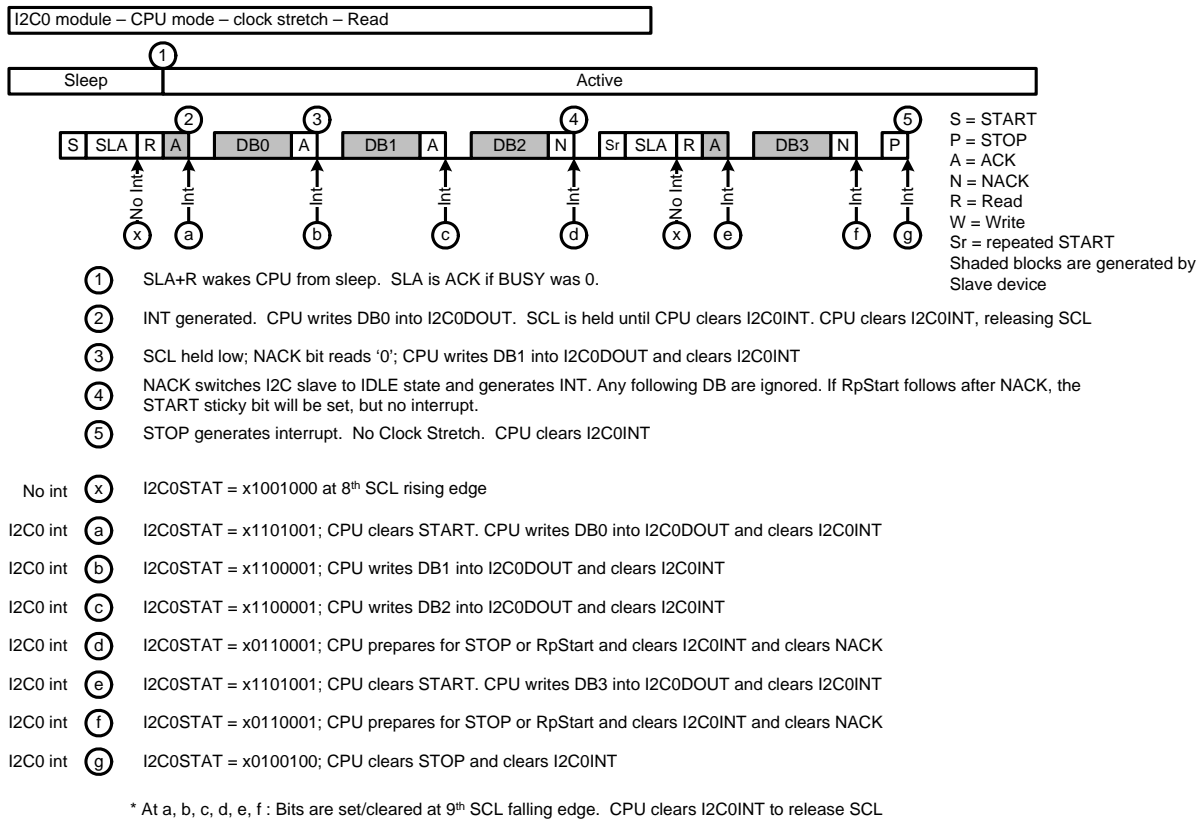 I2C0 module – CPU mode – clock stretch – Read
1
Sleep Active
2 3 4 5
S SLA R A DB0 A DB1 A DB2 N Sr SLA R A DB3 N P
No Int Int Int Int Int No Int Int Int Int
x a b c d x e f g
S = START
P = STOP
A = ACK
N = NACK
R = Read
W = Write
Sr = repeated START
Shaded blocks are generated by
Slave device
1 SLA+R wakes CPU from sleep. SLA is ACK if BUSY was 0.
2 INT generated. CPU writes DB0 into I2C0DOUT. SCL is held until CPU clears I2C0INT. CPU clears I2C0INT, releasing SCL
3 SCL held low; NACK bit reads '0'; CPU writes DB1 into I2C0DOUT and clears I2C0INT
4 NACK switches I2C slave to IDLE state and generates INT. Any following DB are ignored. If RpStart follows after NACK, the
START sticky bit will be set, but no interrupt.
5 STOP generates interrupt. No Clock Stretch. CPU clears I2C0INT
No int x I2C0STAT = x1001000 at 8th SCL rising edge
I2C0 int a I2C0STAT = x1101001; CPU clears START. CPU writes DB0 into I2C0DOUT and clears I2C0INT
I2C0 int b I2C0STAT = x1100001; CPU writes DB1 into I2C0DOUT and clears I2C0INT
I2C0 int c I2C0STAT = x1100001; CPU writes DB2 into I2C0DOUT and clears I2C0INT
I2C0 int d I2C0STAT = x0110001; CPU prepares for STOP or RpStart and clears I2C0INT and clears NACK
I2C0 int e I2C0STAT = x1101001; CPU clears START. CPU writes DB3 into I2C0DOUT and clears I2C0INT
I2C0 int f I2C0STAT = x0110001; CPU prepares for STOP or RpStart and clears I2C0INT and clears NACK
I2C0 int g I2C0STAT = x0100100; CPU clears STOP and clears I2C0INT
* At a, b, c, d, e, f : Bits are set/cleared at 9th SCL falling edge. CPU clears I2C0INT to release SCL